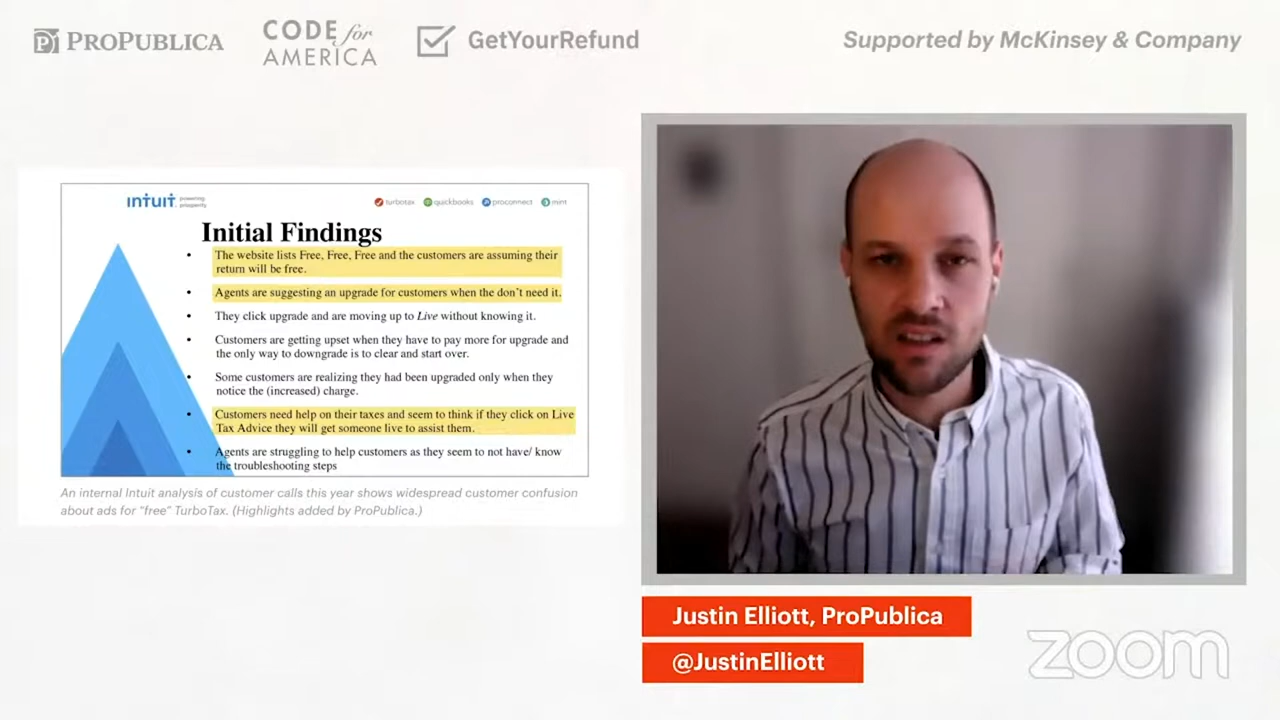 PROPUBLICA
CODE for
AMERICA
GetYourRefund
Supported by McKinsey & Company
intuit powering
prosperity
turbotax quickbooks proconnect mint
Initial Findings
• The website lists Free, Free, Free and the customers are assuming their
return will be free.
• Agents are suggesting an upgrade for customers when the don't need it.
• They click upgrade and are moving up to Live without knowing it.
• Customers are getting upset when they have to pay more for upgrade and
the only way to downgrade is to clear and start over.
• Some customers are realizing they had been upgraded only when they
notice the (increased) charge.
• Customers need help on their taxes and seem to think if they click on Live
Tax Advice they will get someone live to assist them.
• Agents are struggling to help customers as they seem to not have/ know
the troubleshooting steps
An internal Intuit analysis of customer calls this year shows widespread customer confusion
about ads for "free" TurboTax. (Highlights added by ProPublica.)
Justin Elliott, ProPublica
@JustinElliott
zoom